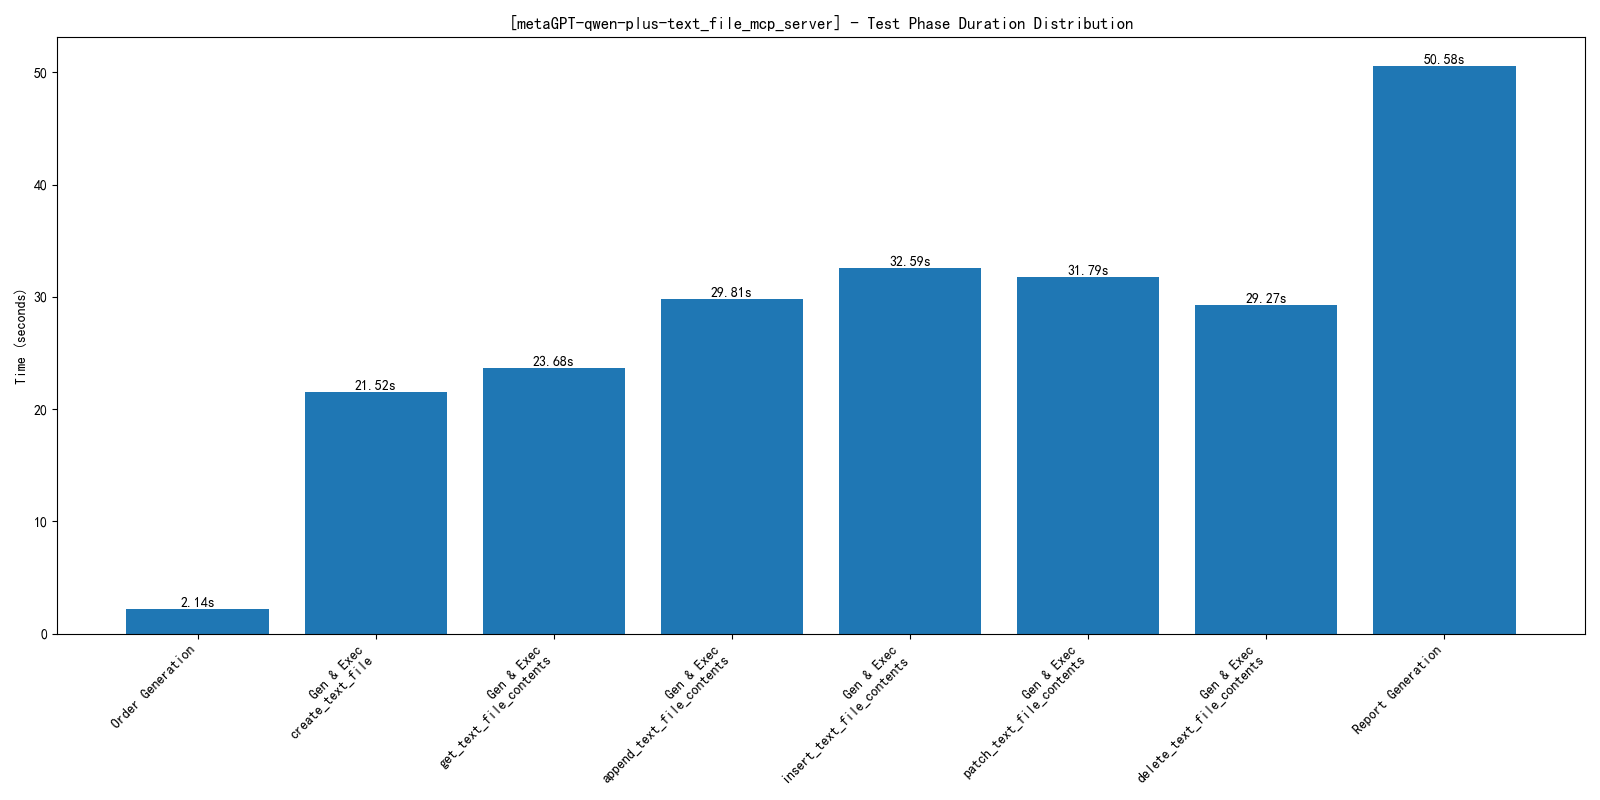 [metaGPT-qwen-plus-text_file_mcp_server] - Test Phase Duration Distribution
Time (seconds)
50
40
30
20
10
0
2.14s
21.52s
23.68s
29.81s
32.59s
31.79s
29.27s
50.58s
Order Generation
Gen & Exec
create_text_file
Gen & Exec
get_text_file_contents
Gen & Exec
append_text_file_contents
Gen & Exec
insert_text_file_contents
Gen & Exec
patch_text_file_contents
Gen & Exec
delete_text_file_contents
Report Generation